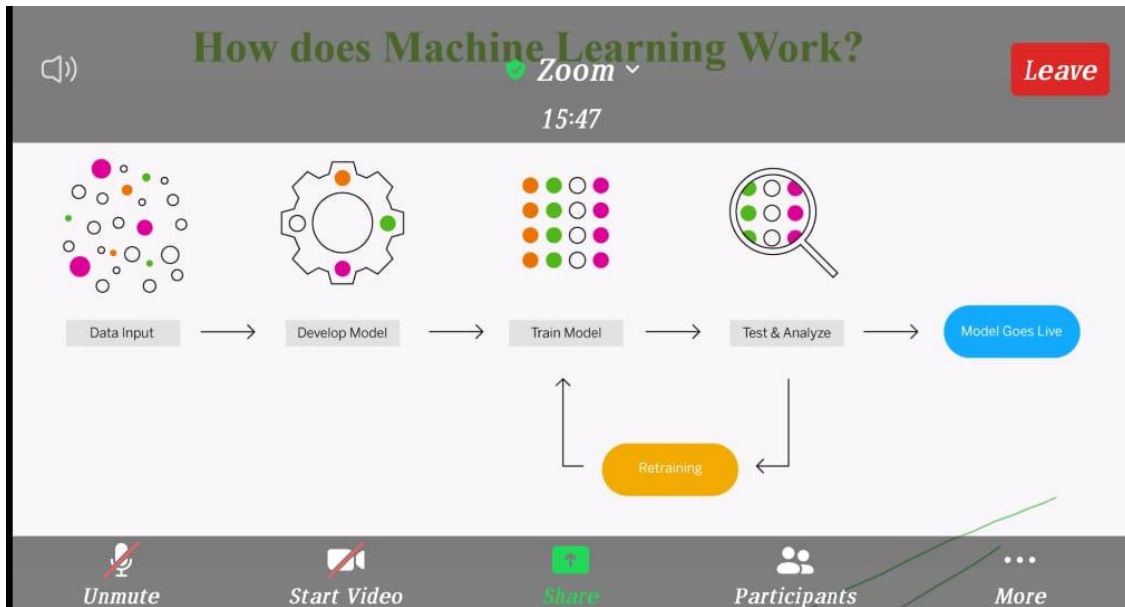 How does Machine Learning Work?
Zoom
Leave
15:47
Data Input
Develop Model
Train Model
Test & Analyze
Model Goes Live
Retraining
Unmute
Start Video
Share
Participants
More